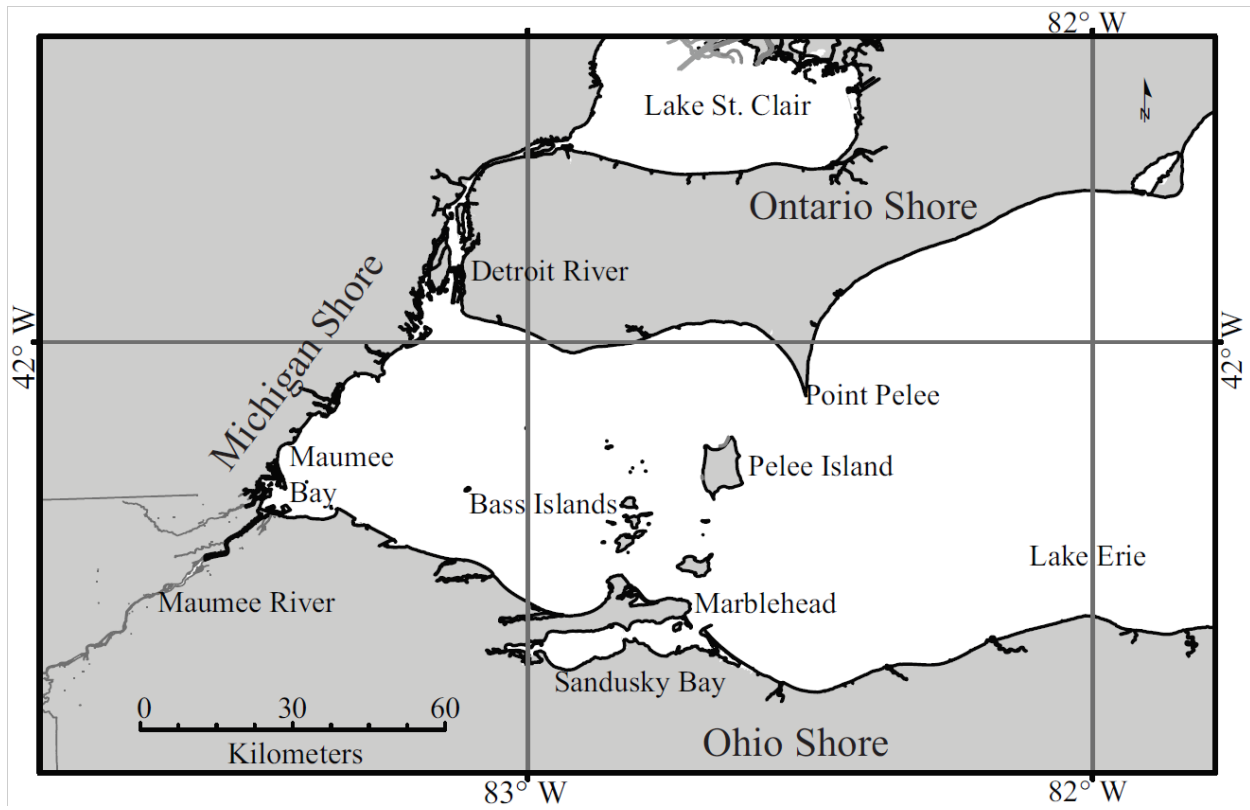 82° W
Lake St. Clair
N
Ontario Shore
Detroit River
Michigan Shore
42° W
42° W
Point Pelee
Maumee
Bay
Pelee Island
Bass Islands
Lake Erie
Maumee River
Marblehead
Sandusky Bay
0 30 60
Kilometers
Ohio Shore
83° W
82° W